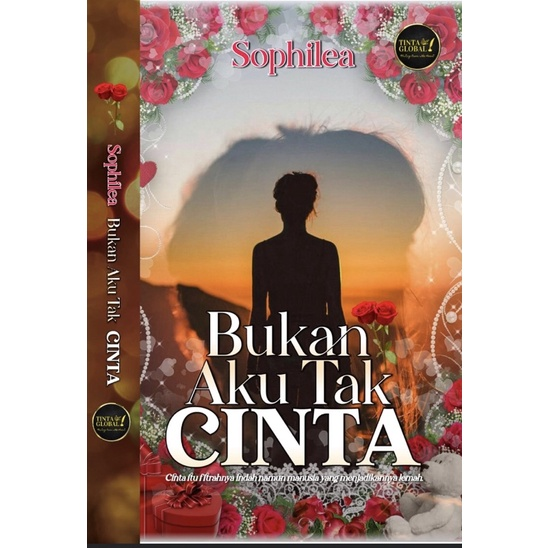 Sophilea
TINTA
GLOBAL!
Bukan
Aku Tak
CINTA
Cinta itu fitrahnya indah namun manusia yang menjadikannya lemah.
Sophilea Bukan Aku Tak CINTA
TINTA
GLOBAL!